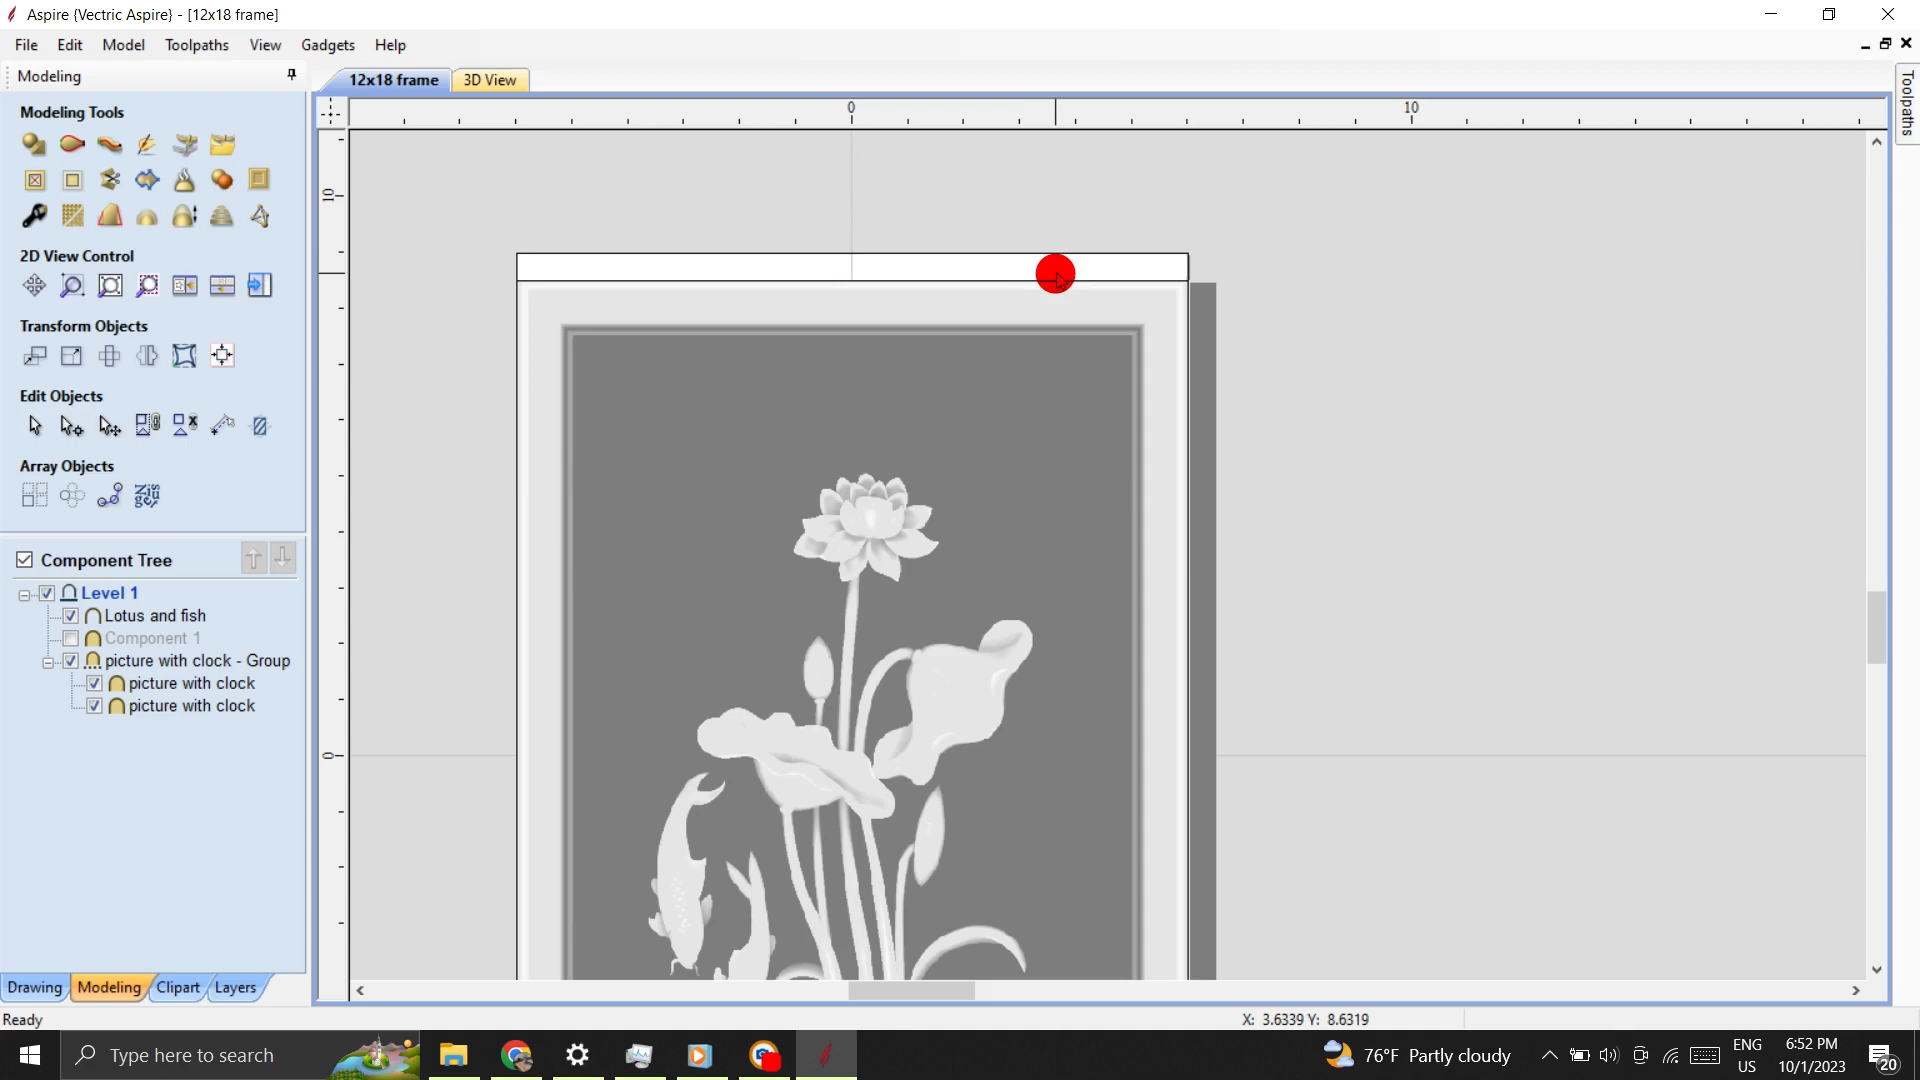 Aspire {Vectric Aspire} - [12x18 frame]
File Edit Model Toolpaths View Gadgets Help
Modeling
12x18 frame 3D View
Toolpaths
Modeling Tools
0 10
10
2D View Control
Transform Objects
Edit Objects
Array Objects
Component Tree
Level 1
Lotus and fish
Component 1
picture with clock - Group
picture with clock
picture with clock
0
Drawing Modeling Clipart Layers
Ready
X: 3.6339 Y: 8.6319
Type here to search
76°F Partly cloudy
ENG
US
6:52 PM
10/1/2023
20